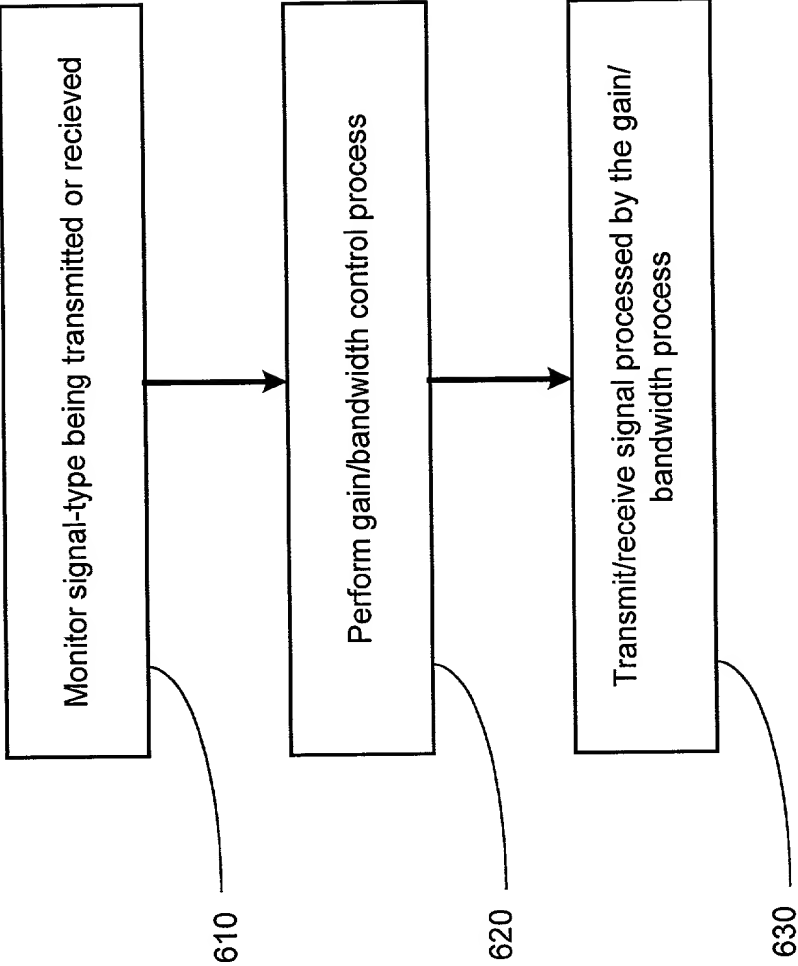 Monitor signal-type being transmitted or recieved
610
Perform gain/bandwidth control process
620
Transmit/receive signal processed by the gain/
bandwidth process
630